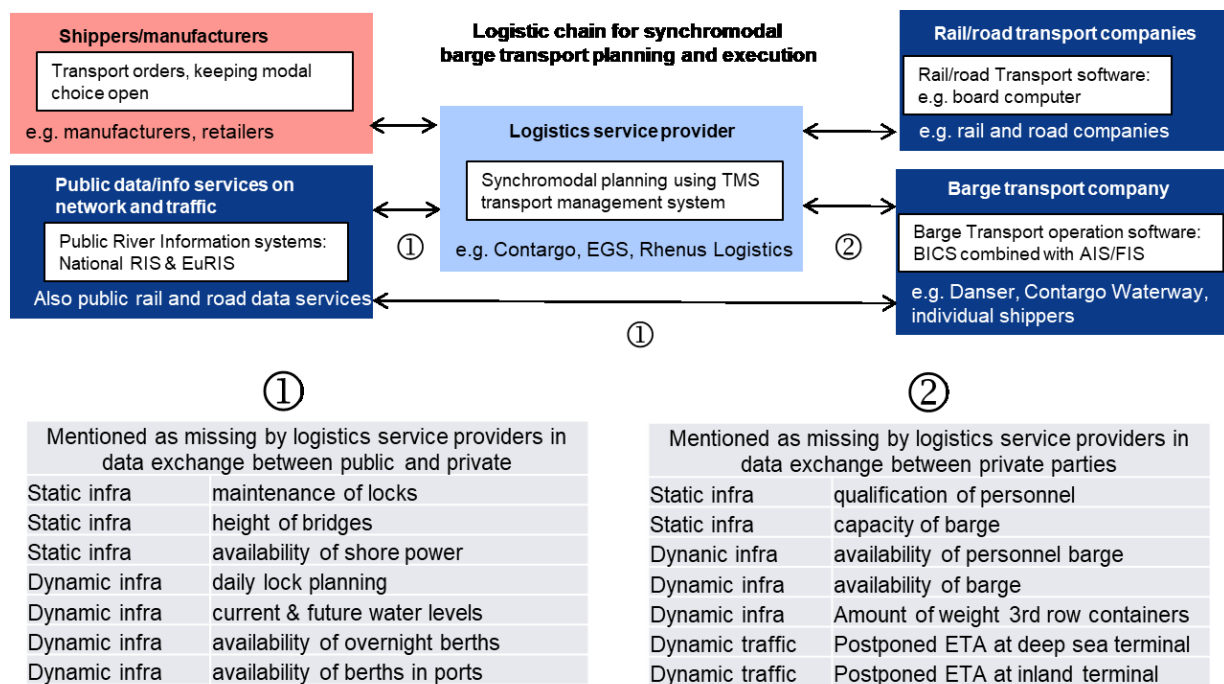 Logistic chain for synchromodal
barge transport planning and execution
Shippers/manufacturers
Transport orders, keeping modal
choice open
e.g. manufacturers, retailers
Public data/info services on
network and traffic
Public River Information systems:
National RIS & EuRIS
Also public rail and road data services
①
Logistics service provider
Synchromodal planning using TMS
transport management system
e.g. Contargo, EGS, Rhenus Logistics
②
Rail/road transport companies
Rail/road Transport software:
e.g. board computer
e.g. rail and road companies
Barge transport company
Barge Transport operation software:
BICS combined with AIS/FIS
e.g. Danser, Contargo Waterway,
individual shippers
①
①
Mentioned as missing by logistics service providers in
data exchange between public and private
Static infra maintenance of locks
Static infra height of bridges
Static infra availability of shore power
Dynamic infra daily lock planning
Dynamic infra current & future water levels
Dynamic infra availability of overnight berths
Dynamic infra availability of berths in ports
②
Mentioned as missing by logistics service providers in
data exchange between private parties
Static infra qualification of personnel
Static infra capacity of barge
Dynanic infra availability of personnel barge
Dynamic infra availability of barge
Dynamic infra Amount of weight 3rd row containers
Dynamic traffic Postponed ETA at deep sea terminal
Dynamic traffic Postponed ETA at inland terminal